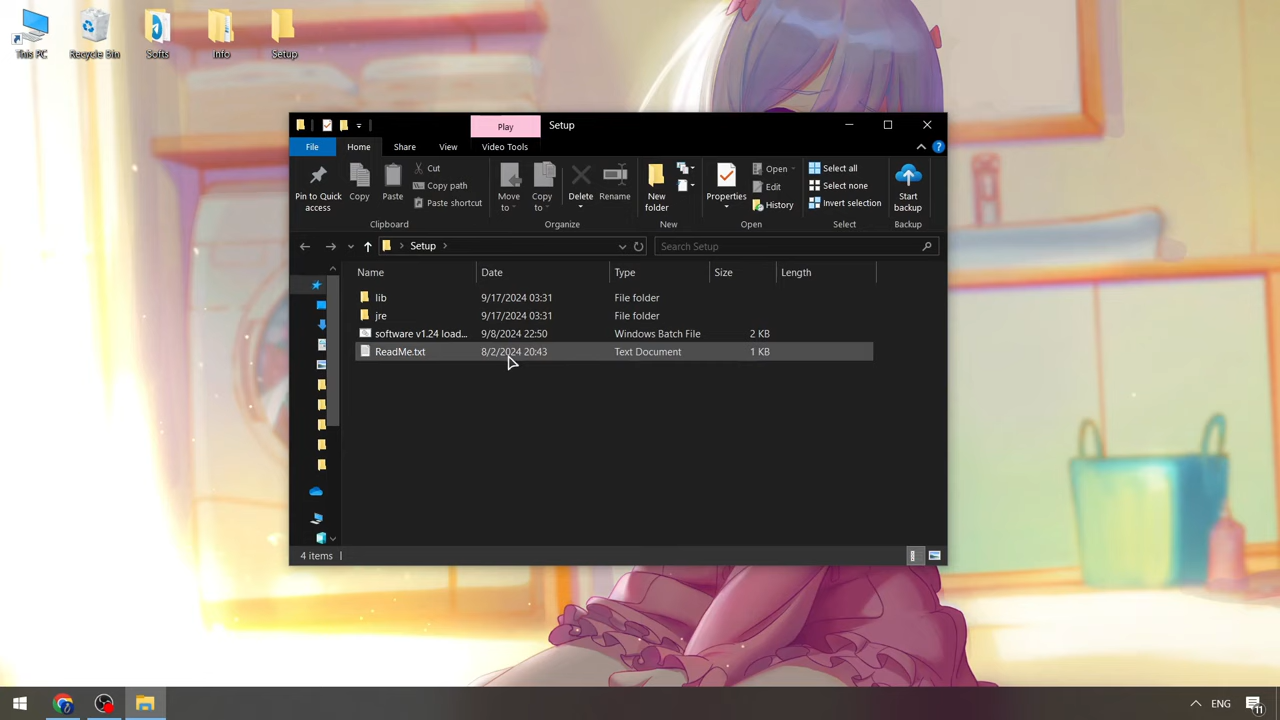 This PC
Recycle Bin
Softs
Info
Setup
Play
Setup
File
Home
Share
View
Video Tools
Pin to Quick access
Copy
Paste
Cut
Copy path
Paste shortcut
Move to
Copy to
Delete
Rename
New folder
Properties
Open
Edit
History
Select all
Select none
Invert selection
Start backup
Clipboard
Organize
New
Open
Select
Backup
Setup
Search Setup
Name Date Type Size Length
lib 9/17/2024 03:31 File folder
jre 9/17/2024 03:31 File folder
software v1.24 load... 9/8/2024 22:50 Windows Batch File 2 KB
ReadMe.txt 8/2/2024 20:43 Text Document 1 KB
4 items
ENG
11